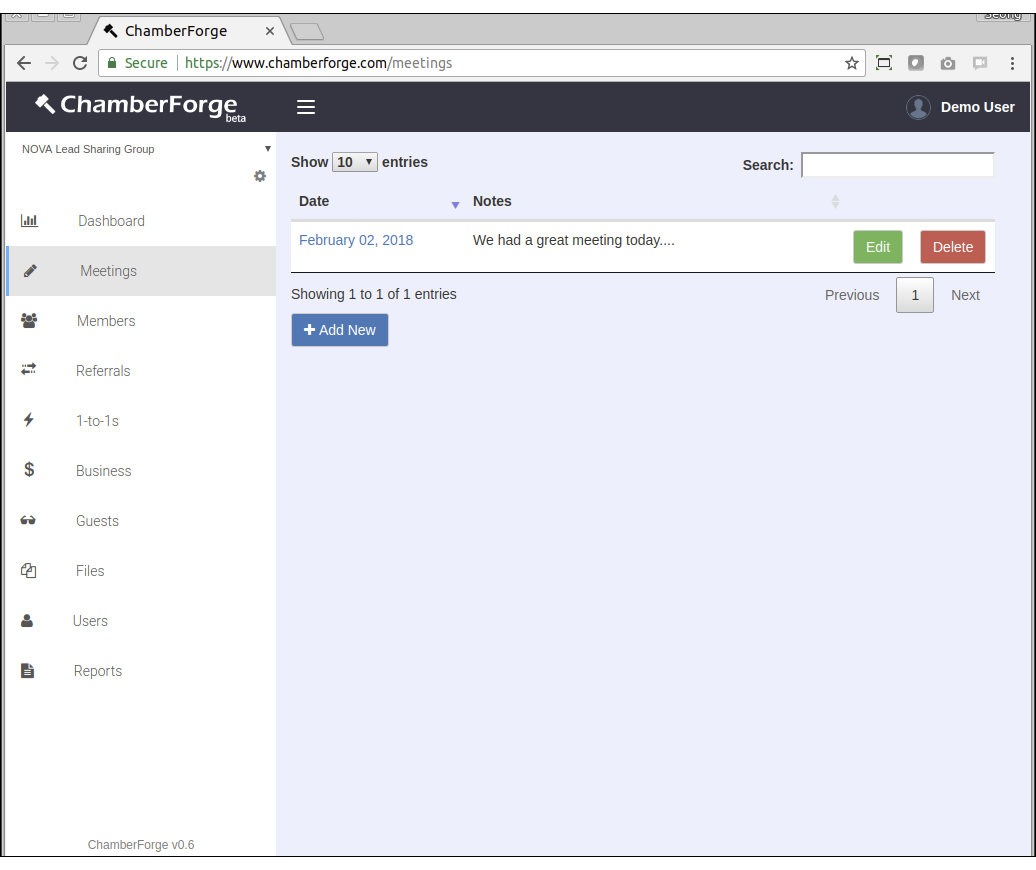 Seong
ChamberForge
Secure https://www.chamberforge.com/meetings
ChamberForge beta
Demo User
NOVA Lead Sharing Group
Dashboard
Meetings
Members
Referrals
1-to-1s
Business
Guests
Files
Users
Reports
ChamberForge v0.6
Show 10 entries
Search:
Date Notes
February 02, 2018 We had a great meeting today.... Edit Delete
Showing 1 to 1 of 1 entries
Previous 1 Next
Add New